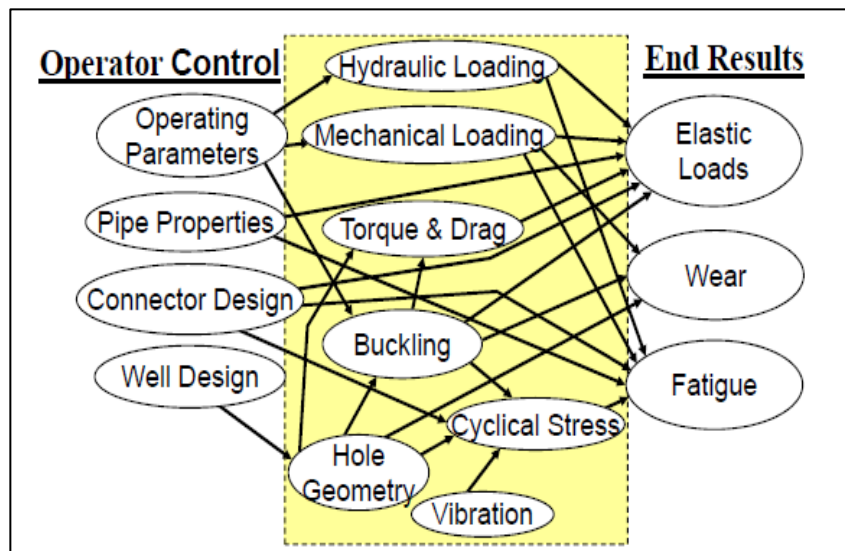 Operator Control
End Results
Hydraulic Loading
Operating
Parameters
Mechanical Loading
Elastic
Loads
Pipe Properties
Torque & Drag
Connector Design
Wear
Buckling
Well Design
Fatigue
Cyclical Stress
Hole
Geometry
Vibration